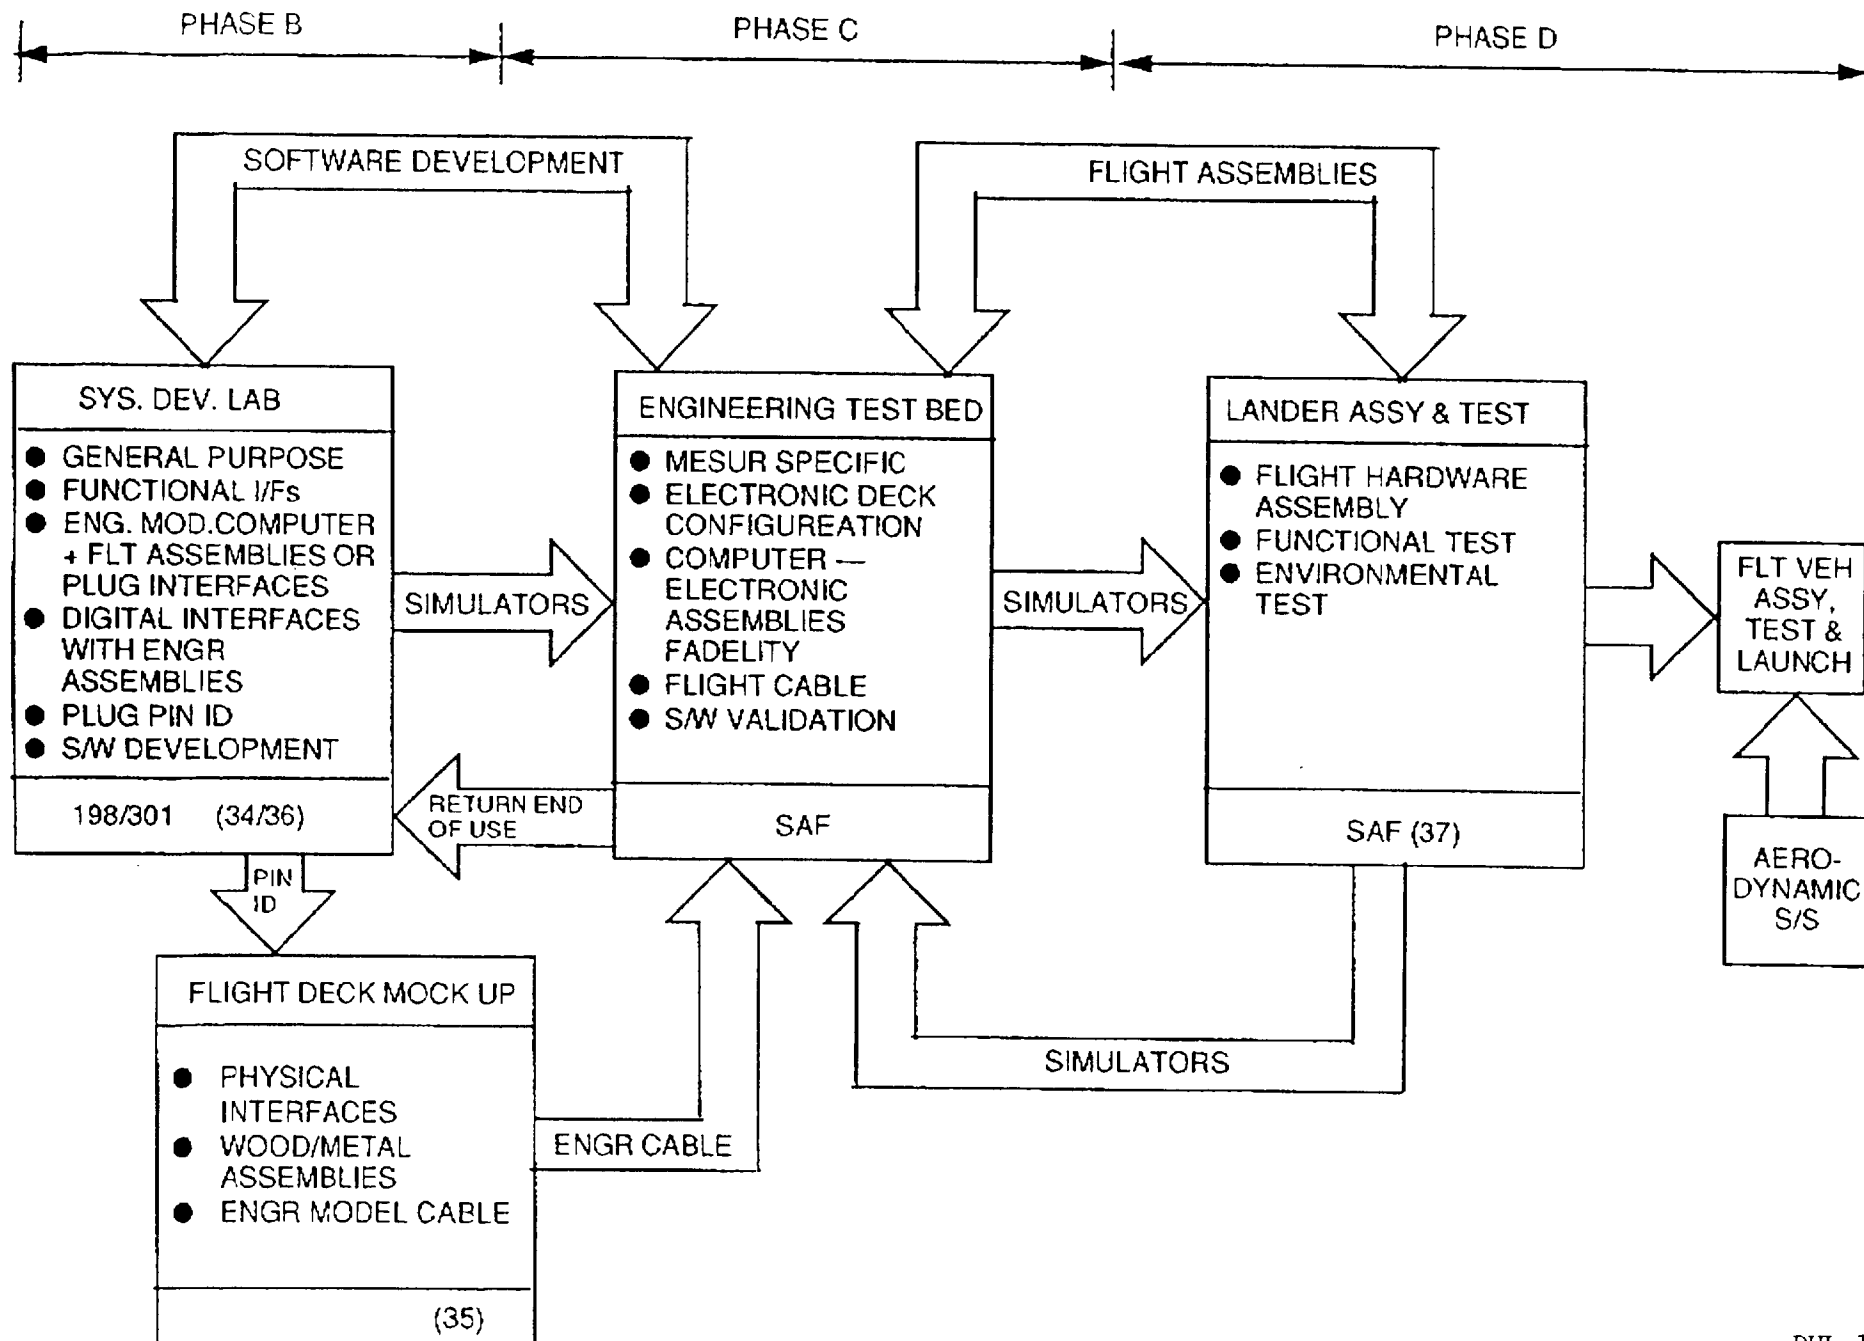 PHASE B
PHASE C
PHASE D
SOFTWARE DEVELOPMENT
FLIGHT ASSEMBLIES
SYS. DEV. LAB
● GENERAL PURPOSE
● FUNCTIONAL I/Fs
● ENG. MOD.COMPUTER
+ FLT ASSEMBLIES OR
PLUG INTERFACES
● DIGITAL INTERFACES
WITH ENGR
ASSEMBLIES
● PLUG PIN ID
● S/W DEVELOPMENT
198/301 (34/36)
SIMULATORS
RETURN END
OF USE
PIN
ID
ENGINEERING TEST BED
● MESUR SPECIFIC
● ELECTRONIC DECK
CONFIGUREATION
● COMPUTER —
ELECTRONIC
ASSEMBLIES
FADELITY
● FLIGHT CABLE
● S/W VALIDATION
SAF
SIMULATORS
LANDER ASSY & TEST
● FLIGHT HARDWARE
ASSEMBLY
● FUNCTIONAL TEST
● ENVIRONMENTAL
TEST
SAF (37)
FLT VEH
ASSY,
TEST &
LAUNCH
AERO-
DYNAMIC
S/S
FLIGHT DECK MOCK UP
● PHYSICAL
INTERFACES
● WOOD/METAL
ASSEMBLIES
● ENGR MODEL CABLE
(35)
ENGR CABLE
SIMULATORS